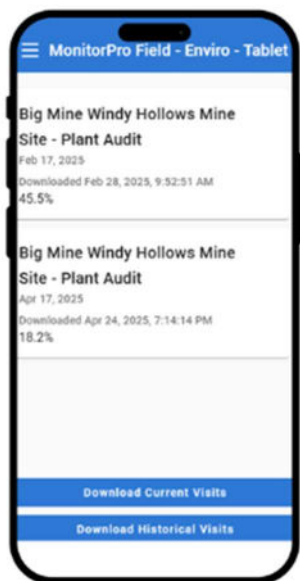 MonitorPro Field - Enviro - Tablet
Big Mine Windy Hollows Mine
Site - Plant Audit
Feb 17, 2025
Downloaded Feb 28, 2025, 9:52:51 AM
45.5%
Big Mine Windy Hollows Mine
Site - Plant Audit
Apr 17, 2025
Downloaded Apr 24, 2025, 7:14:14 PM
18.2%
Download Current Visits
Download Historical Visits